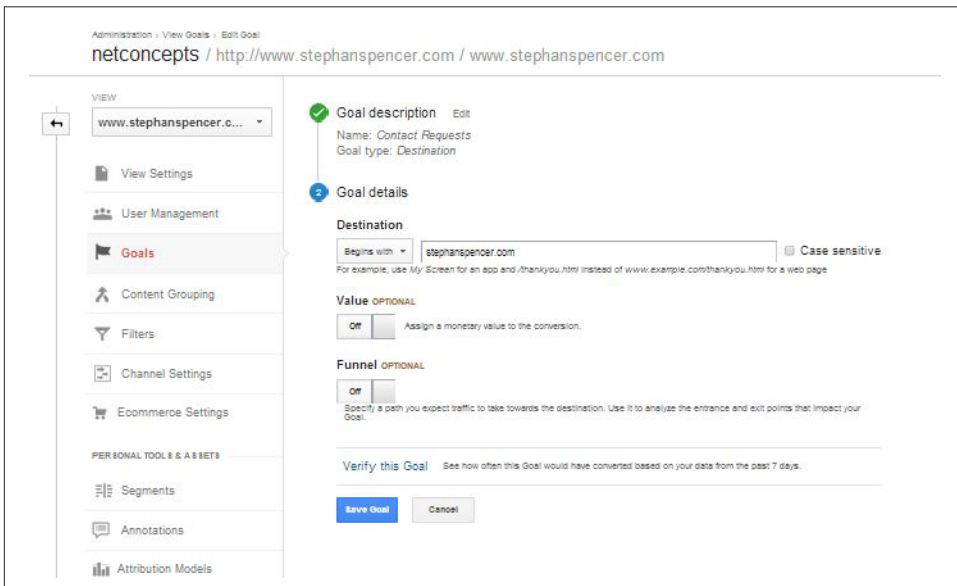 Administration › View Goals › Edit Goal
netconcepts / http://www.stephanspencer.com / www.stephanspencer.com
VIEW
www.stephanspencer.c...
View Settings
User Management
Goals
Content Grouping
Filters
Channel Settings
Ecommerce Settings
PERSONAL TOOLS & ASSETS
Segments
Annotations
Attribution Models
Goal description Edit
Name: Contact Requests
Goal type: Destination
2 Goal details
Destination
Begins with stephanspencer.com Case sensitive
For example, use My Screen for an app and /thankyou.html instead of www.example.com/thankyou.html for a web page
Value OPTIONAL
Off Assign a monetary value to the conversion.
Funnel OPTIONAL
Off
Specify a path you expect traffic to take towards the destination. Use it to analyze the entrance and exit points that impact your
Goal.
Verify this Goal See how often this Goal would have converted based on your data from the past 7 days.
Save Goal Cancel